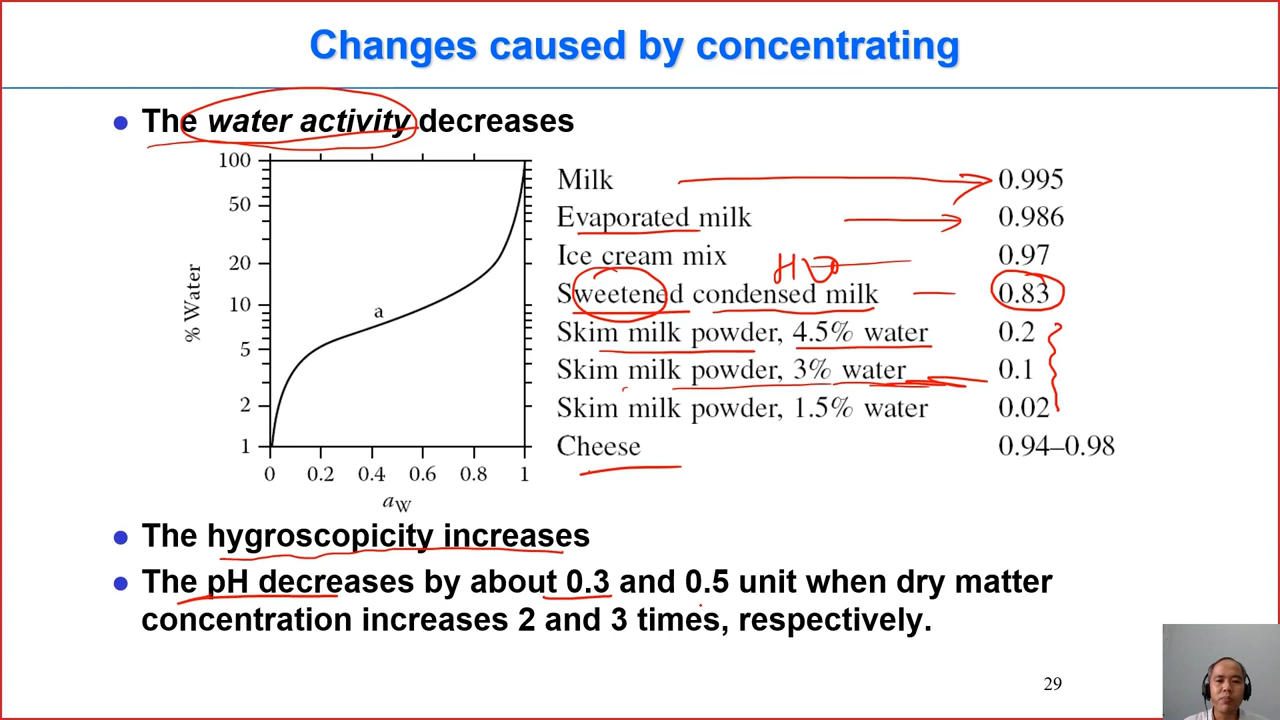 Changes caused by concentrating
● The water activity decreases
100
50
20
10
5
2
1
% Water
a
0 0.2 0.4 0.6 0.8 1
aW
Milk 0.995
Evaporated milk 0.986
Ice cream mix 0.97
Sweetened condensed milk 0.83
Skim milk powder, 4.5% water 0.2
Skim milk powder, 3% water 0.1
Skim milk powder, 1.5% water 0.02
Cheese 0.94–0.98
● The hygroscopicity increases
● The pH decreases by about 0.3 and 0.5 unit when dry matter
concentration increases 2 and 3 times, respectively.
29